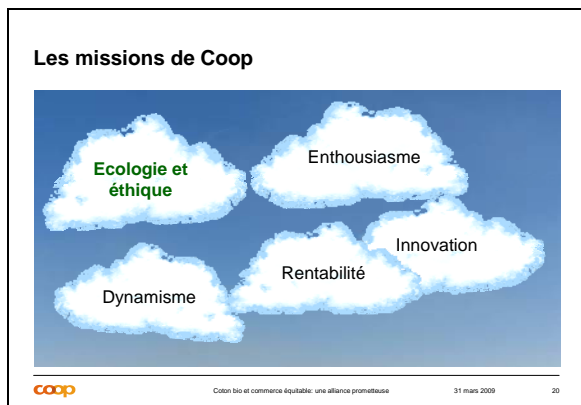 Les missions de Coop
Ecologie et
éthique
Enthousiasme
Innovation
Rentabilité
Dynamisme
coop
Coton bio et commerce équitable: une alliance prometteuse 31 mars 2009 20